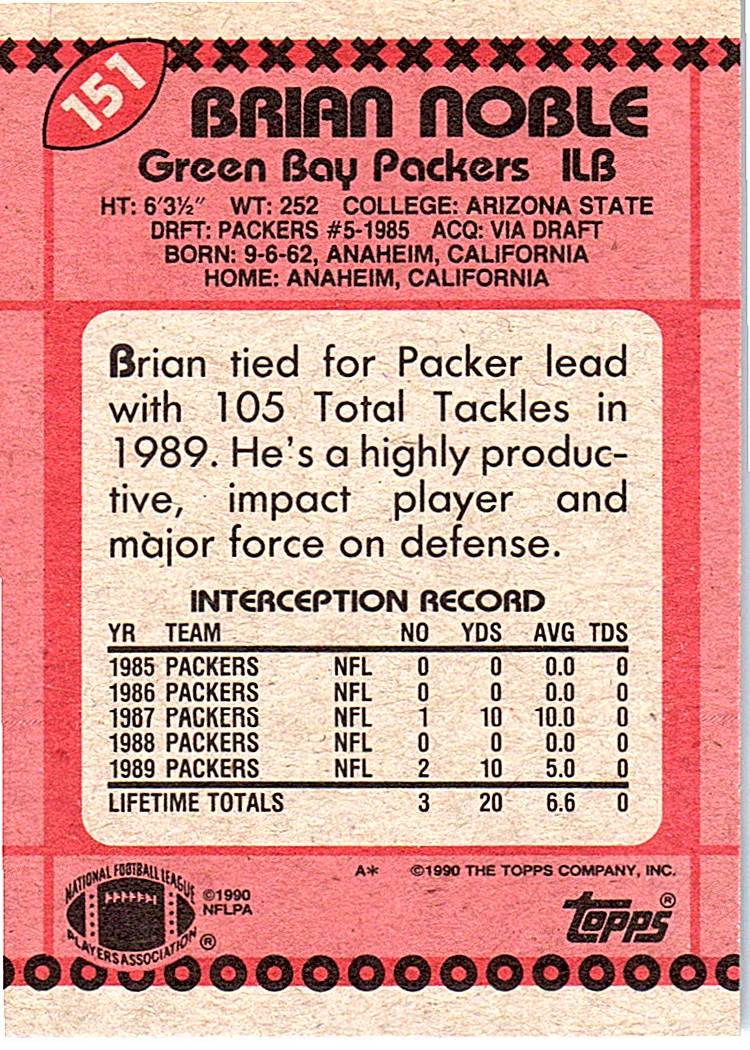 151
BRIAN NOBLE
Green Bay Packers ILB
HT: 6'3½" WT: 252 COLLEGE: ARIZONA STATE
DRFT: PACKERS #5-1985 ACQ: VIA DRAFT
BORN: 9-6-62, ANAHEIM, CALIFORNIA
HOME: ANAHEIM, CALIFORNIA
Brian tied for Packer lead
with 105 Total Tackles in
1989. He's a highly produc-
tive, impact player and
major force on defense.
INTERCEPTION RECORD
YR TEAM NO YDS AVG TDS
1985 PACKERS NFL 0 0 0.0 0
1986 PACKERS NFL 0 0 0.0 0
1987 PACKERS NFL 1 10 10.0 0
1988 PACKERS NFL 0 0 0.0 0
1989 PACKERS NFL 2 10 5.0 0
LIFETIME TOTALS 3 20 6.6 0
A* ©1990 THE TOPPS COMPANY, INC.
NATIONAL FOOTBALL LEAGUE
PLAYERS ASSOCIATION ®
©1990
NFLPA
topps®